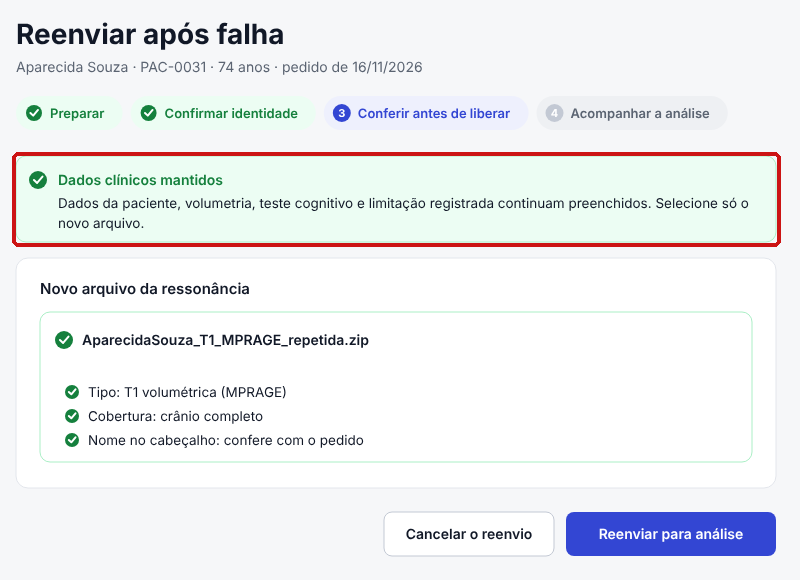 Reenviar após falha
Aparecida Souza · PAC-0031 · 74 anos · pedido de 16/11/2026
Preparar
Confirmar identidade
3 Conferir antes de liberar
4 Acompanhar a análise
Dados clínicos mantidos
Dados da paciente, volumetria, teste cognitivo e limitação registrada continuam preenchidos. Selecione só o
novo arquivo.
Novo arquivo da ressonância
AparecidaSouza_T1_MPRAGE_repetida.zip
Tipo: T1 volumétrica (MPRAGE)
Cobertura: crânio completo
Nome no cabeçalho: confere com o pedido
Cancelar o reenvio
Reenviar para análise